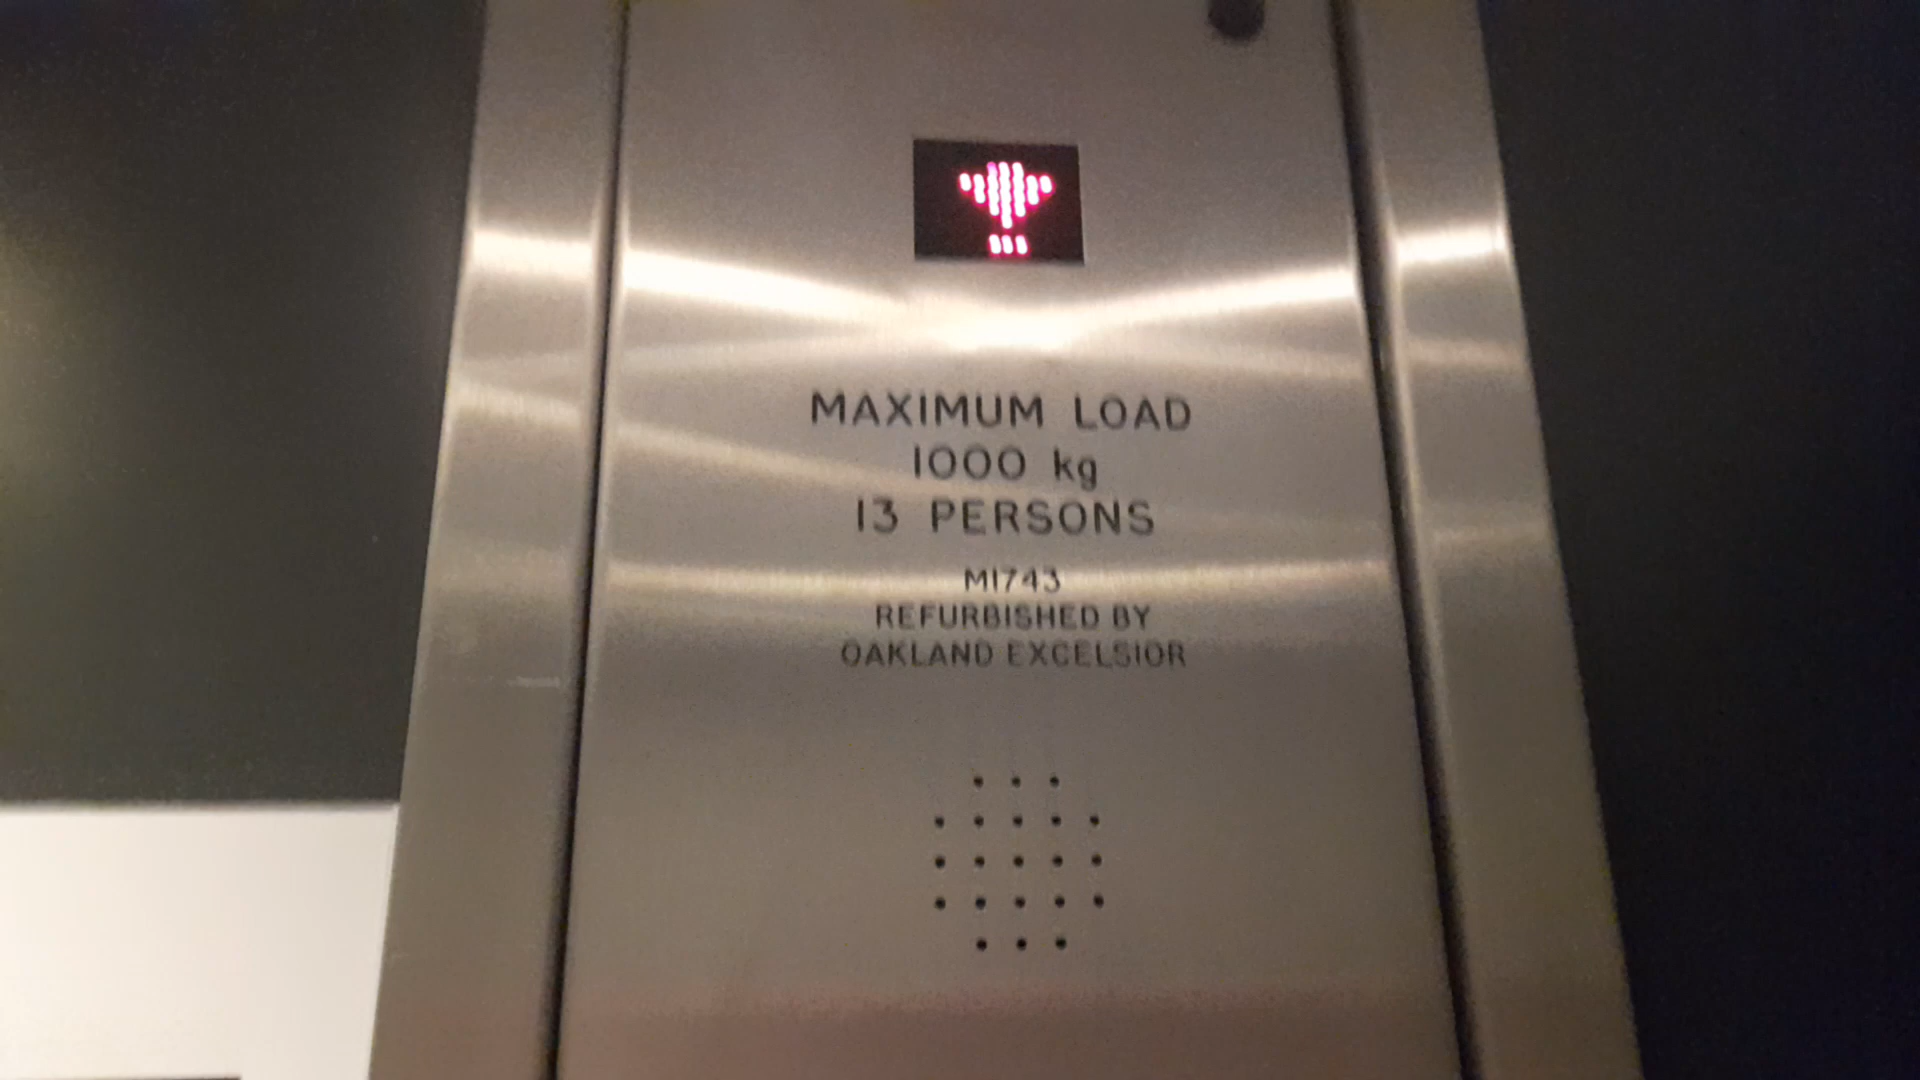 MAXIMUM LOAD
1000 kg
13 PERSONS
M1743
REFURBISHED BY
OAKLAND EXCELSIOR